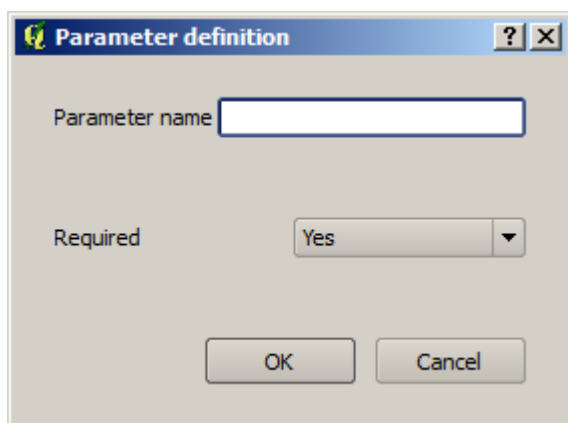 Parameter definition
Parameter name
Required Yes
OK Cancel